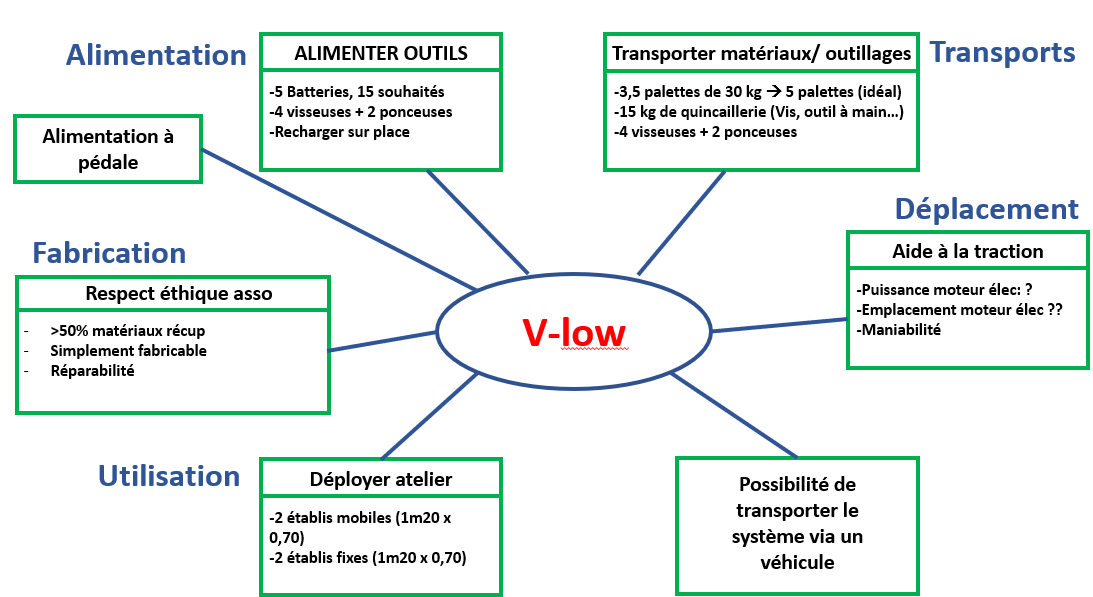 Alimentation
ALIMENTER OUTILS
-5 Batteries, 15 souhaités
-4 visseuses + 2 ponceuses
-Recharger sur place
Transporter matériaux/ outillages
-3,5 palettes de 30 kg → 5 palettes (idéal)
-15 kg de quincaillerie (Vis, outil à main…)
-4 visseuses + 2 ponceuses
Transports
Alimentation à
pédale
Déplacement
Aide à la traction
-Puissance moteur élec: ?
-Emplacement moteur élec ??
-Maniabilité
Fabrication
Respect éthique asso
- >50% matériaux récup
- Simplement fabricable
- Réparabilité
V-low
Utilisation
Déployer atelier
-2 établis mobiles (1m20 x
0,70)
-2 établis fixes (1m20 x 0,70)
Possibilité de
transporter le
système via un
véhicule